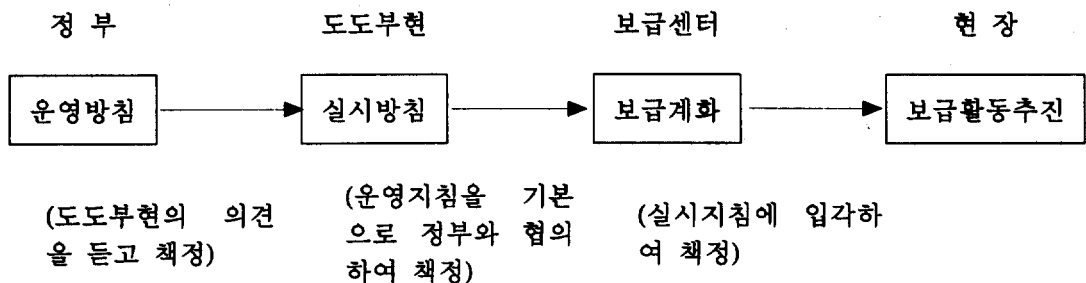 정 부 도도부현 보급센터 현 장
운영방침 실시방침 보급계화 보급활동추진
(도도부현의 의견
을 듣고 책정)
(운영지침을 기본
으로 정부와 협의
하여 책정)
(실시지침에 입각하
여 책정)